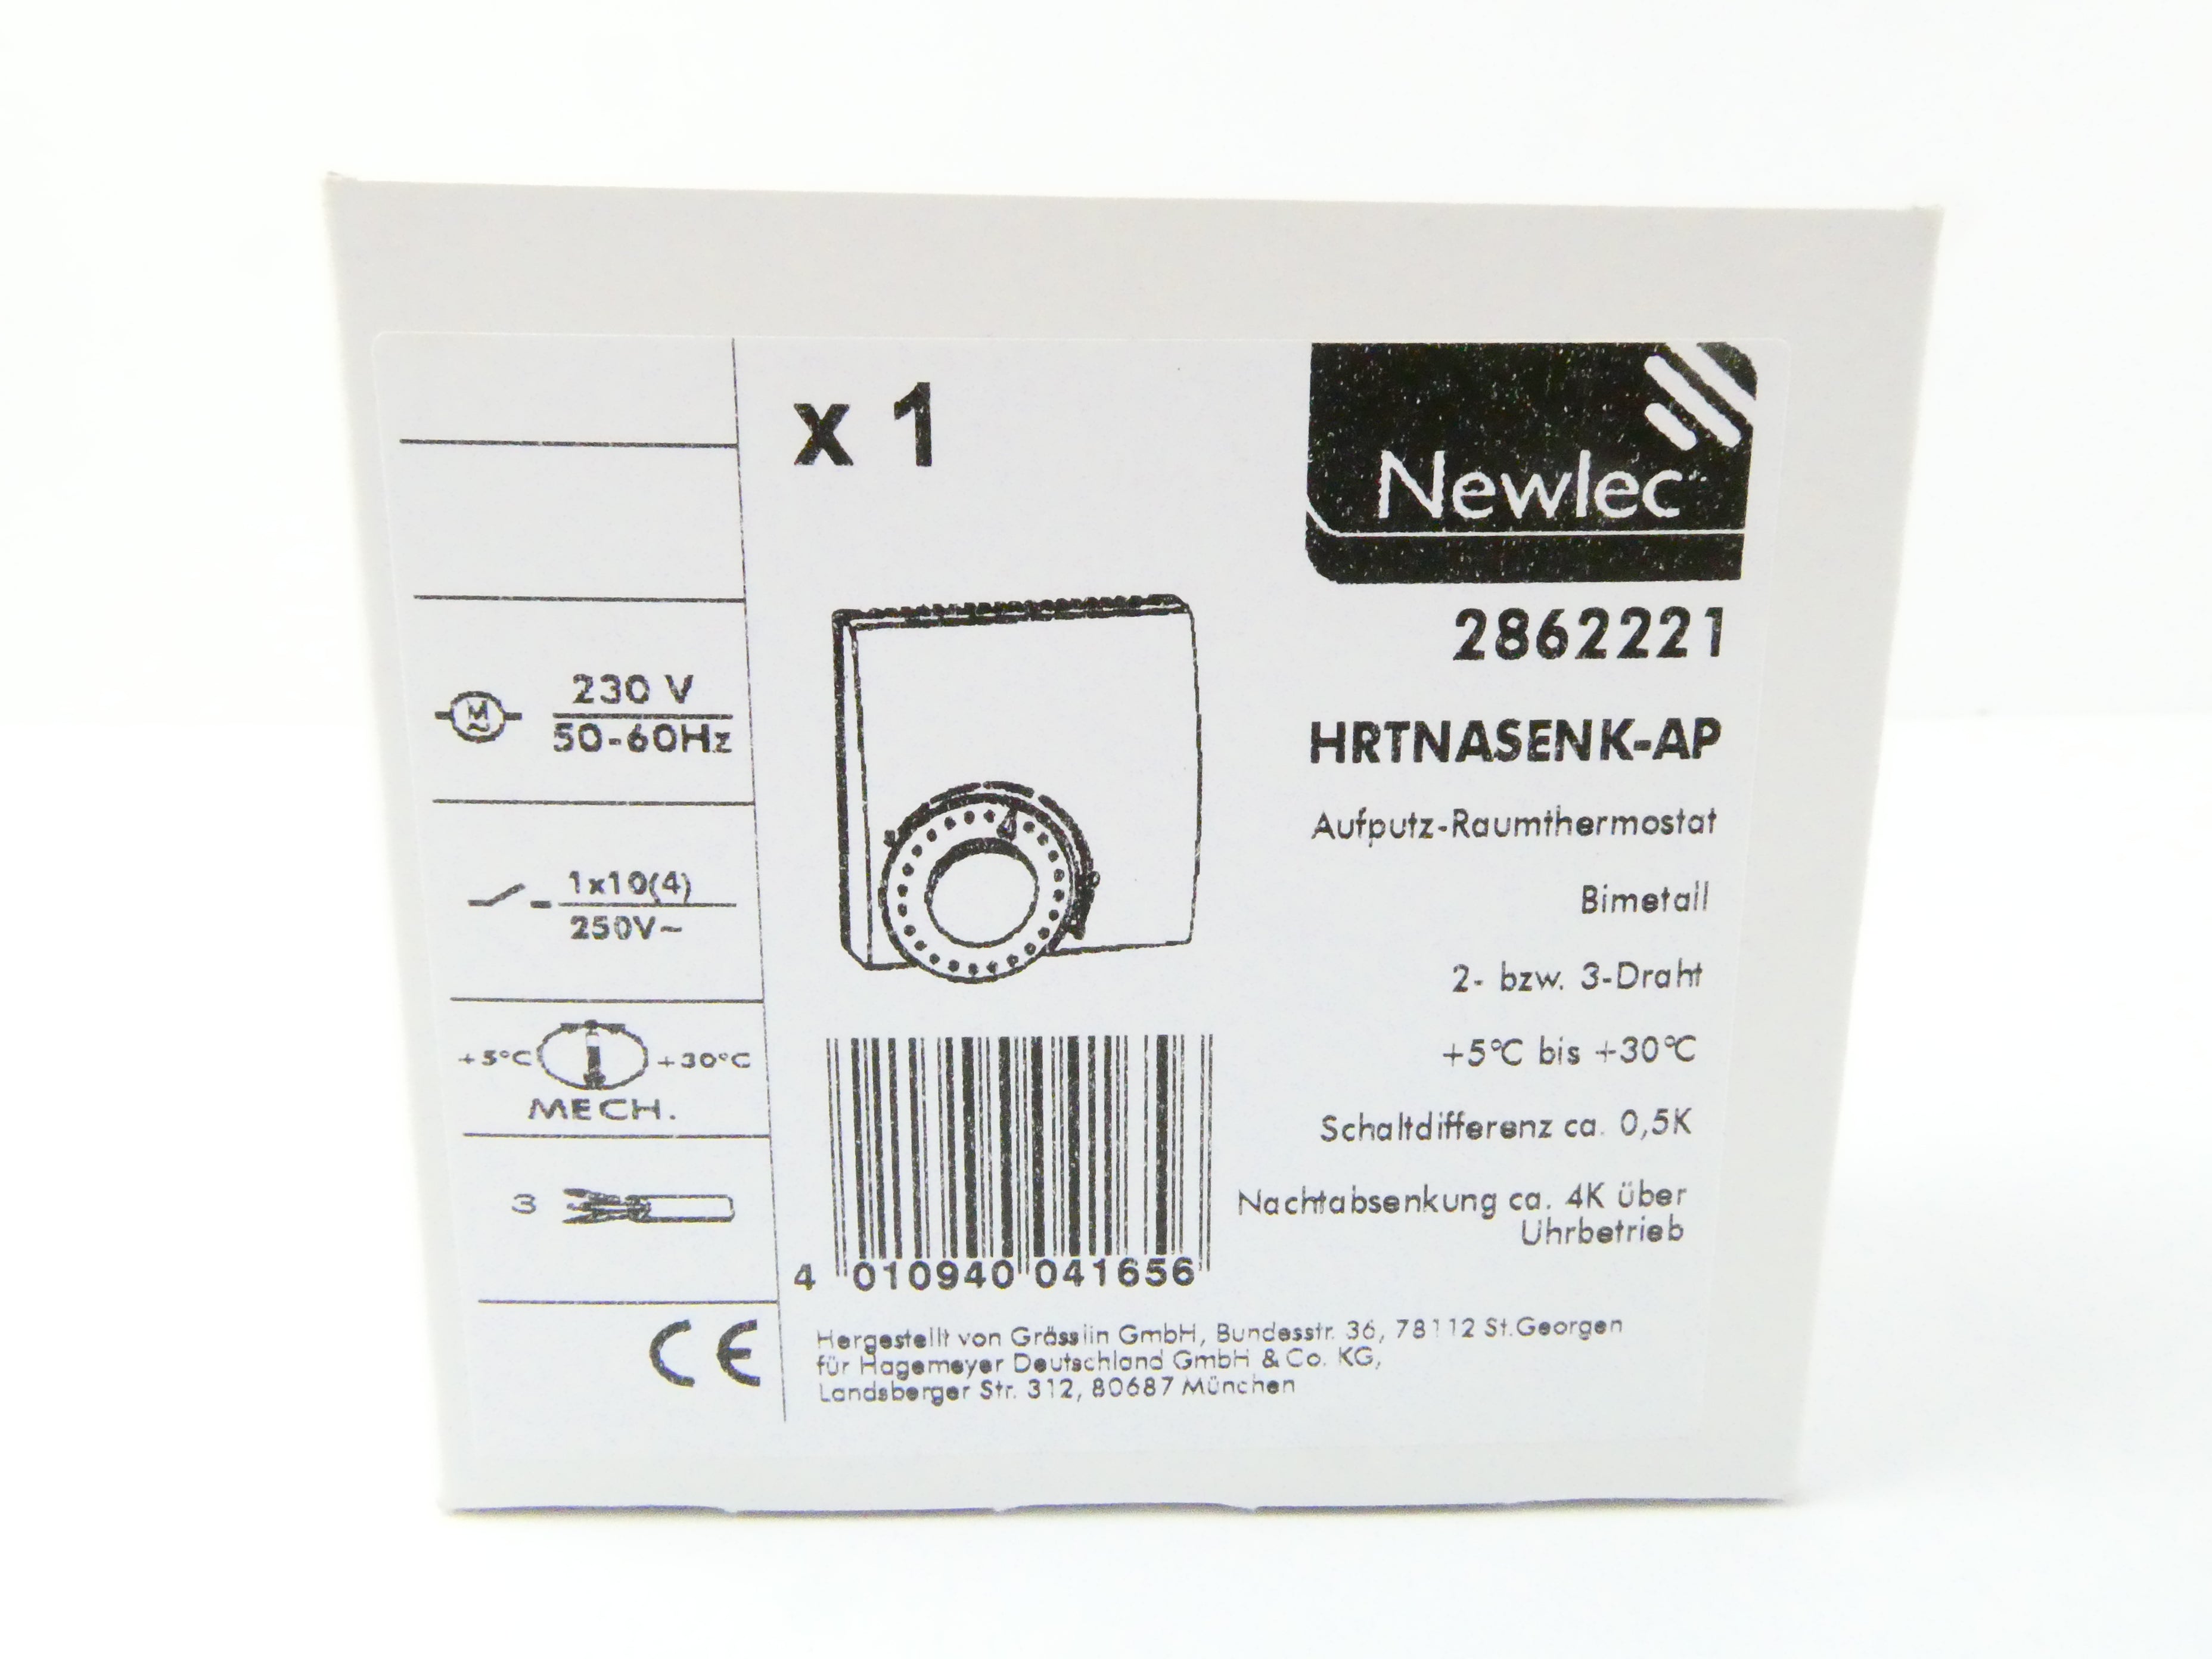 x 1
Newlec
2862221
HRTNASENK-AP
Aufputz-Raumthermostat
Bimetall
2- bzw. 3-Draht
+5°C bis +30°C
Schaltdifferenz ca. 0,5K
Nachtabsenkung ca. 4K über
Uhrbetrieb
M
~
230 V
50-60Hz
1x10(4)
250V~
+5°C +30°C
MECH.
3
CE
4 010940 041656
Hergestellt von Grässlin GmbH, Bundesstr. 36, 78112 St.Georgen
für Hagemeyer Deutschland GmbH & Co. KG,
Landsberger Str. 312, 80687 München